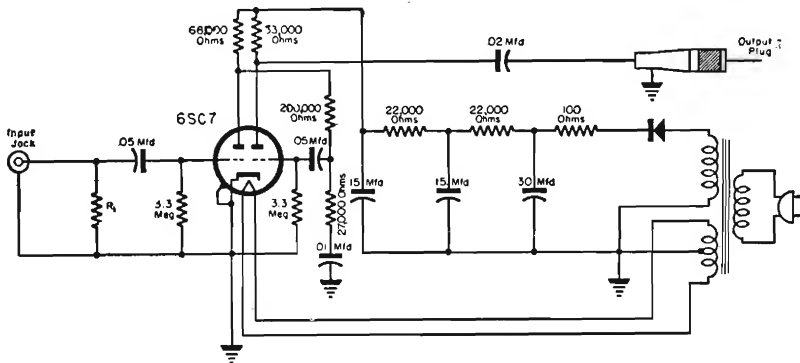 68,000
Ohms
33,000
Ohms
.02 Mfd
Output
Plug
200,000
Ohms
22,000
Ohms
22,000
Ohms
100
Ohms
6SC7
Input
Jack
.05 Mfd
.05 Mfd
15 Mfd
15 Mfd
30 Mfd
R₁
3.3
Meg
3.3
Meg
27,000 Ohms
.01 Mfd